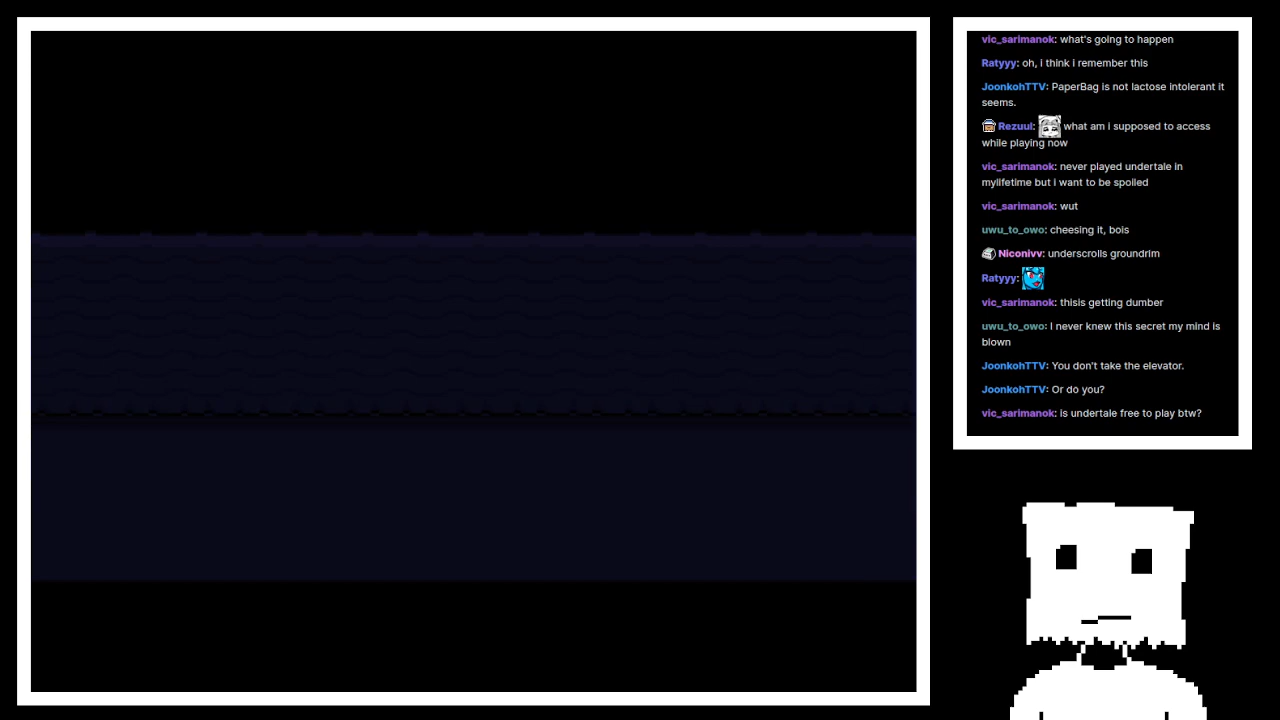 vic_sarimanok: what's going to happen
Ratyyy: oh, i think i remember this
JoonkohTTV: PaperBag is not lactose intolerant it
seems.
Rezuul: what am i supposed to access
while playing now
vic_sarimanok: never played undertale in
mylifetime but i want to be spoiled
vic_sarimanok: wut
uwu_to_owo: cheesing it, bois
Niconivv: underscrolls groundrim
Ratyyy:
vic_sarimanok: thisis getting dumber
uwu_to_owo: I never knew this secret my mind is
blown
JoonkohTTV: You don't take the elevator.
JoonkohTTV: Or do you?
vic_sarimanok: is undertale free to play btw?